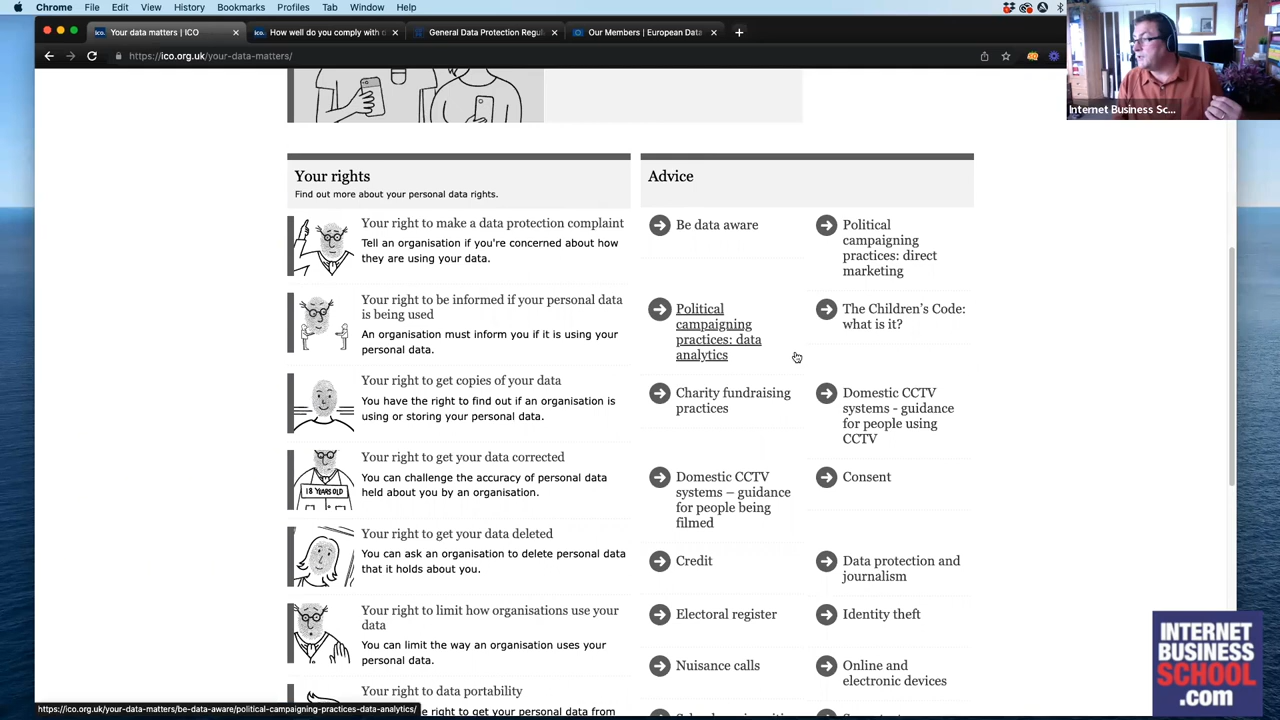 Chrome File Edit View History Bookmarks Profiles Tab Window Help
Your data matters | ICO
How well do you comply with
General Data Protection Regul
Our Members | European Data
https://ico.org.uk/your-data-matters/
Internet Business Sc...
Your rights
Find out more about your personal data rights.
Your right to make a data protection complaint
Tell an organisation if you're concerned about how
they are using your data.
Your right to be informed if your personal data
is being used
An organisation must inform you if it is using your
personal data.
Your right to get copies of your data
You have the right to find out if an organisation is
using or storing your personal data.
Your right to get your data corrected
18 YEARS OLD
You can challenge the accuracy of personal data
held about you by an organisation.
Your right to get your data deleted
You can ask an organisation to delete personal data
that it holds about you.
Your right to limit how organisations use your
data
You can limit the way an organisation uses your
personal data.
Your right to data portability
e right to get your personal data from
Advice
Be data aware
Political
campaigning
practices: direct
marketing
Political
campaigning
practices: data
analytics
The Children's Code:
what is it?
Charity fundraising
practices
Domestic CCTV
systems - guidance
for people using
CCTV
Domestic CCTV
systems – guidance
for people being
filmed
Consent
Credit
Data protection and
journalism
Electoral register
Identity theft
Nuisance calls
Online and
electronic devices
https://ico.org.uk/your-data-matters/be-data-aware/political-campaigning-practices-data-analytics/
INTERNET
BUSINESS
SCHOOL
.com